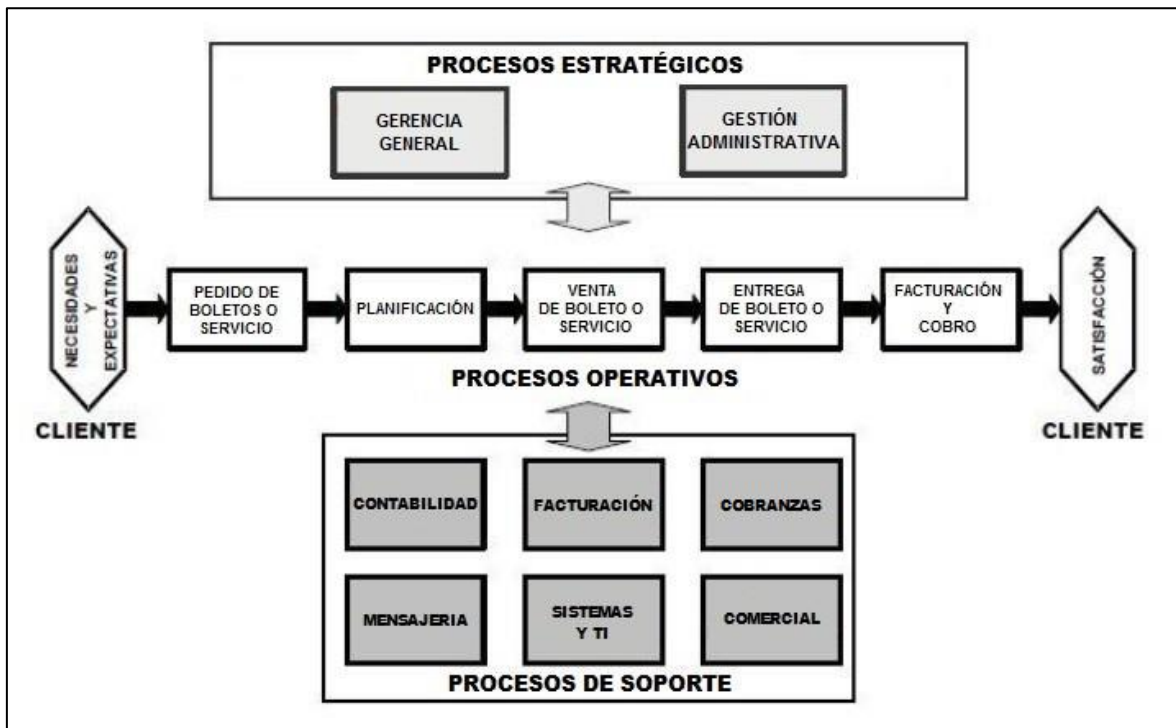 PROCESOS ESTRATÉGICOS
GERENCIA
GENERAL
GESTIÓN
ADMINISTRATIVA
NECESIDADES
Y
EXPECTATIVAS
CLIENTE
PEDIDO DE
BOLETOS O
SERVICIO
PLANIFICACIÓN
VENTA
DE BOLETO O
SERVICIO
ENTREGA
DE BOLETO O
SERVICIO
FACTURACIÓN
Y
COBRO
SATISFACCIÓN
CLIENTE
PROCESOS OPERATIVOS
CONTABILIDAD
FACTURACIÓN
COBRANZAS
MENSAJERIA
SISTEMAS
Y TI
COMERCIAL
PROCESOS DE SOPORTE